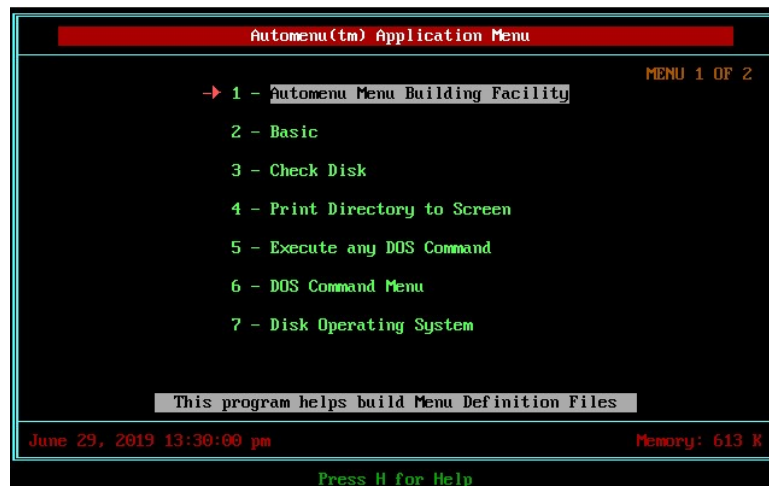 Automenu(tm) Application Menu
MENU 1 OF 2
1 - Automenu Menu Building Facility
2 - Basic
3 - Check Disk
4 - Print Directory to Screen
5 - Execute any DOS Command
6 - DOS Command Menu
7 - Disk Operating System
This program helps build Menu Definition Files
June 29, 2019 13:30:00 pm
Memory: 613 K
Press H for Help